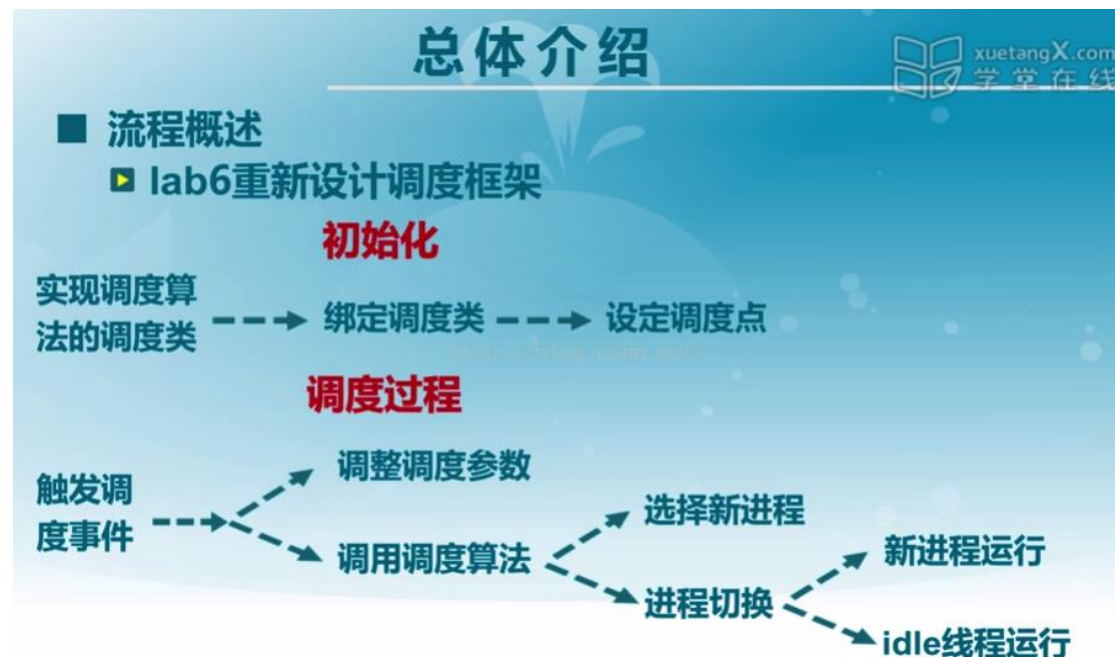 总体介绍
xuetangX.com
学堂在线
流程概述
lab6重新设计调度框架
初始化
实现调度算
法的调度类
绑定调度类
设定调度点
调度过程
触发调
度事件
调整调度参数
调用调度算法
选择新进程
进程切换
新进程运行
idle线程运行